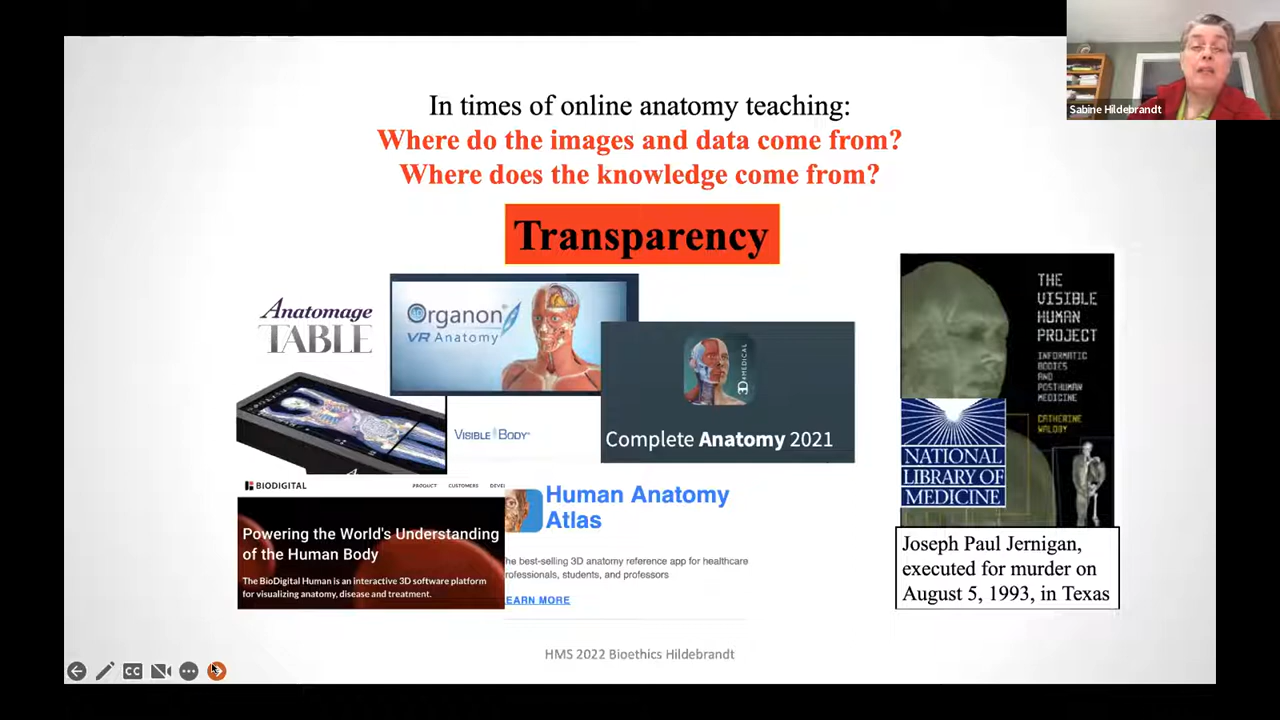 Sabine Hildebrandt
In times of online anatomy teaching:
Where do the images and data come from?
Where does the knowledge come from?
Transparency
Anatomage
TABLE
Organon
VR Anatomy
VISIBLE BODY
3D4MEDICAL
Complete Anatomy 2021
BIODIGITAL
PRODUCT
CUSTOMERS
DEVE
Powering the World's Understanding
of the Human Body
The BioDigital Human is an interactive 3D software platform
for visualizing anatomy, disease and treatment.
Human Anatomy
Atlas
he best-selling 3D anatomy reference app for healthcare
rofessionals, students, and professors
EARN MORE
THE
VISIBLE
HUMAN
PROJECT
INFORMATIC
BODIES
AND
POSTHUMAN
MEDICINE
CATHERINE
WALDBY
NATIONAL
LIBRARY OF
MEDICINE
Joseph Paul Jernigan,
executed for murder on
August 5, 1993, in Texas
HMS 2022 Bioethics Hildebrandt
CC